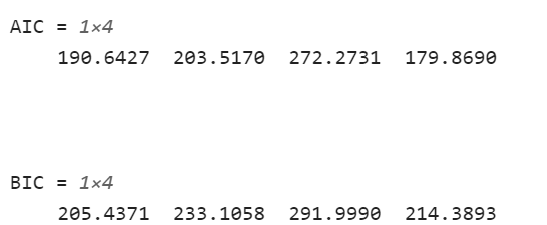 AIC = 1×4
190.6427 203.5170 272.2731 179.8690
BIC = 1×4
205.4371 233.1058 291.9990 214.3893